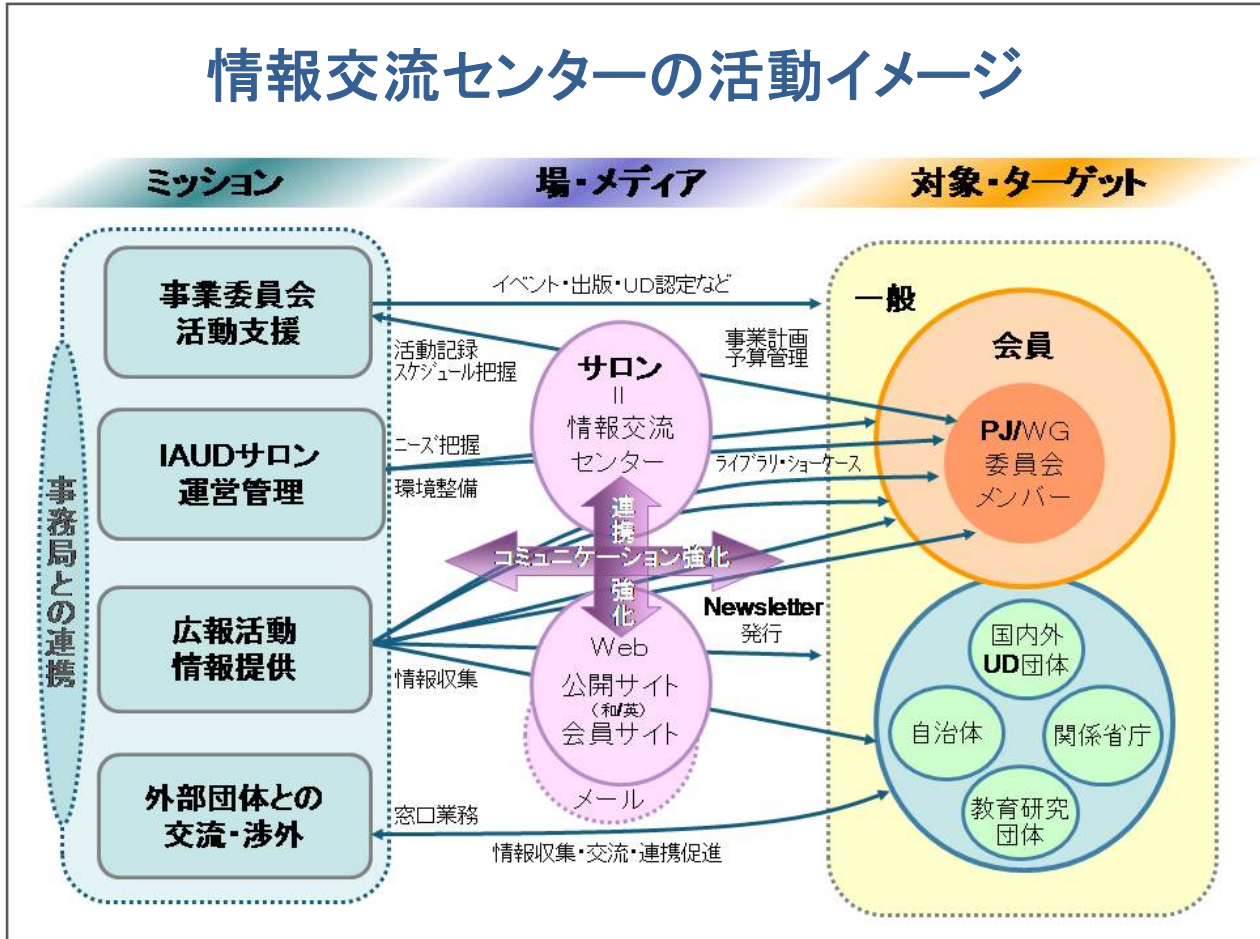 情報交流センターの活動イメージ
ミッション
場・メディア
対象・ターゲット
事務局との連携
事業委員会
活動支援
IAUDサロン
運営管理
広報活動
情報提供
外部団体との
交流・渉外
イベント・出版・UD認定など
活動記録
スケジュール把握
事業計画
予算管理
ニーズ把握
環境整備
ライブラリ・ショーケース
情報収集
Newsletter
発行
窓口業務
情報収集・交流・連携促進
サロン
||
情報交流
センター
連携
コミュニケーション強化
強化
Web
公開サイト
(和/英)
会員サイト
メール
一般
会員
PJ/WG
委員会
メンバー
国内外
UD団体
自治体
関係省庁
教育研究
団体